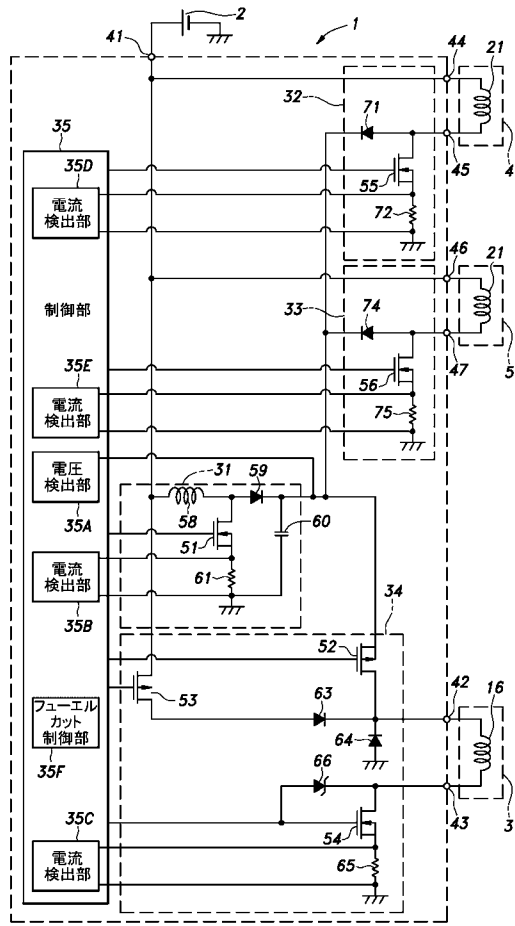 2
41
1
44
32
71
21
35
35D
電流
検出部
55
45
4
72
46
制御部
33
74
21
35E
56
47
5
電流
検出部
75
電圧
検出部
31
59
35A
58
60
51
電流
検出部
61
35B
34
52
53
42
フューエル
カット
制御部
63
16
64
35F
66
35C
43
3
54
電流
検出部
65